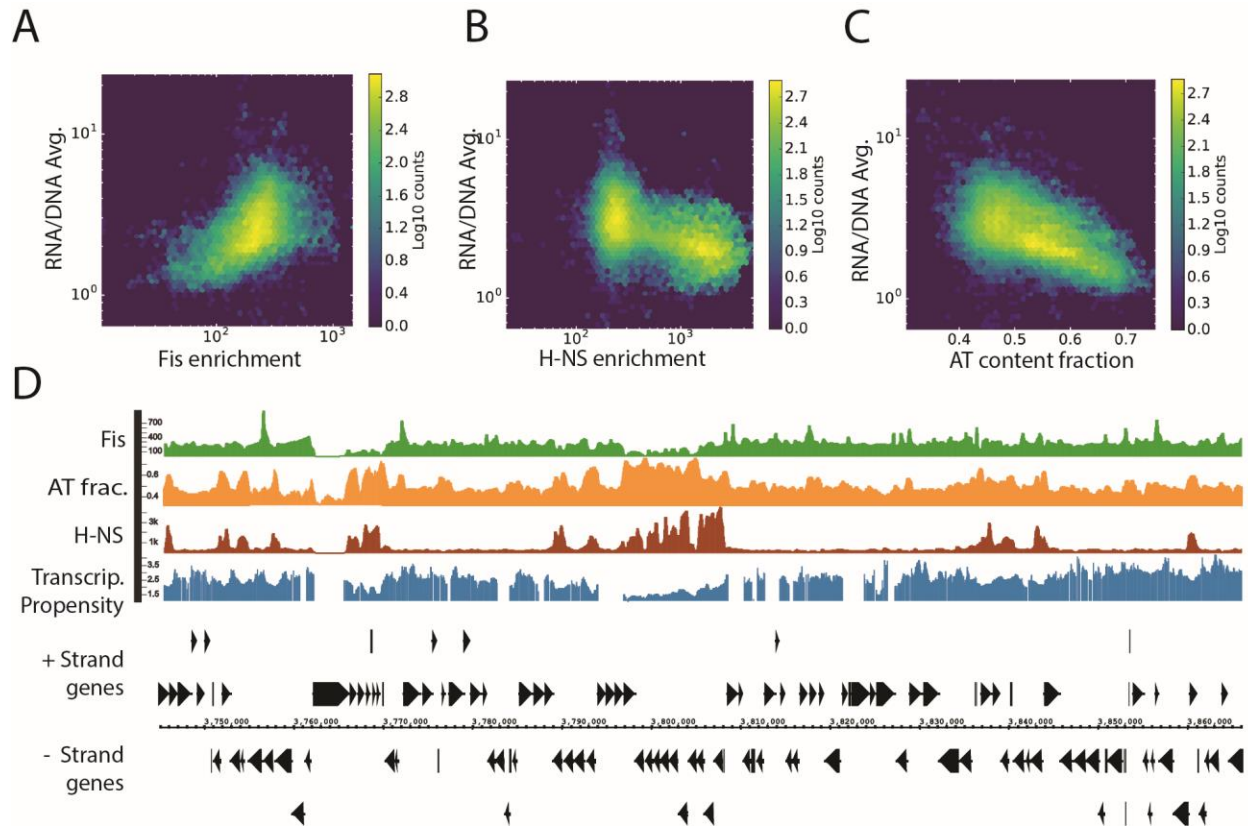 A
B
C
RNA/DNA Avg.
10¹
10⁰
10²
10³
Fis enrichment
2.8
2.4
2.0
1.6
1.2
0.8
0.4
0.0
Log10 counts
RNA/DNA Avg.
10¹
10⁰
10²
10³
H-NS enrichment
2.7
2.4
2.1
1.8
1.5
1.2
0.9
0.6
0.3
0.0
Log10 counts
RNA/DNA Avg.
10¹
10⁰
0.4 0.5 0.6 0.7
AT content fraction
2.7
2.4
2.1
1.8
1.5
1.2
0.9
0.6
0.3
0.0
Log10 counts
D
Fis
700
400
100
AT frac.
0.6
0.4
H-NS
3k
1k
Transcrip.
Propensity
3.5
2.5
1.5
+ Strand
genes
3,750,000 3,760,000 3,770,000 3,780,000 3,790,000 3,800,000 3,810,000 3,820,000 3,830,000 3,840,000 3,850,000 3,860,000
- Strand
genes